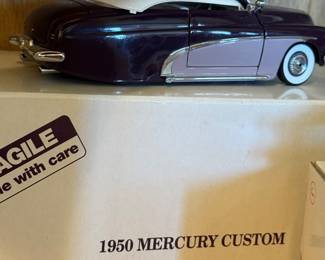 AGILE
le with care
1950 MERCURY CUSTOM